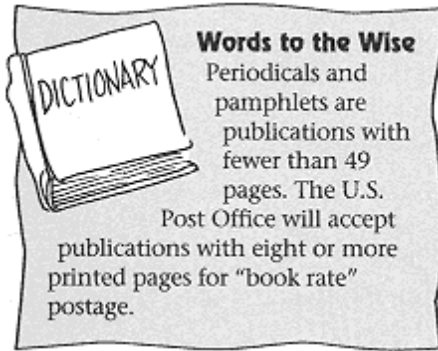 DICTIONARY
Words to the Wise
Periodicals and
pamphlets are
publications with
fewer than 49
pages. The U.S.
Post Office will accept
publications with eight or more
printed pages for “book rate”
postage.